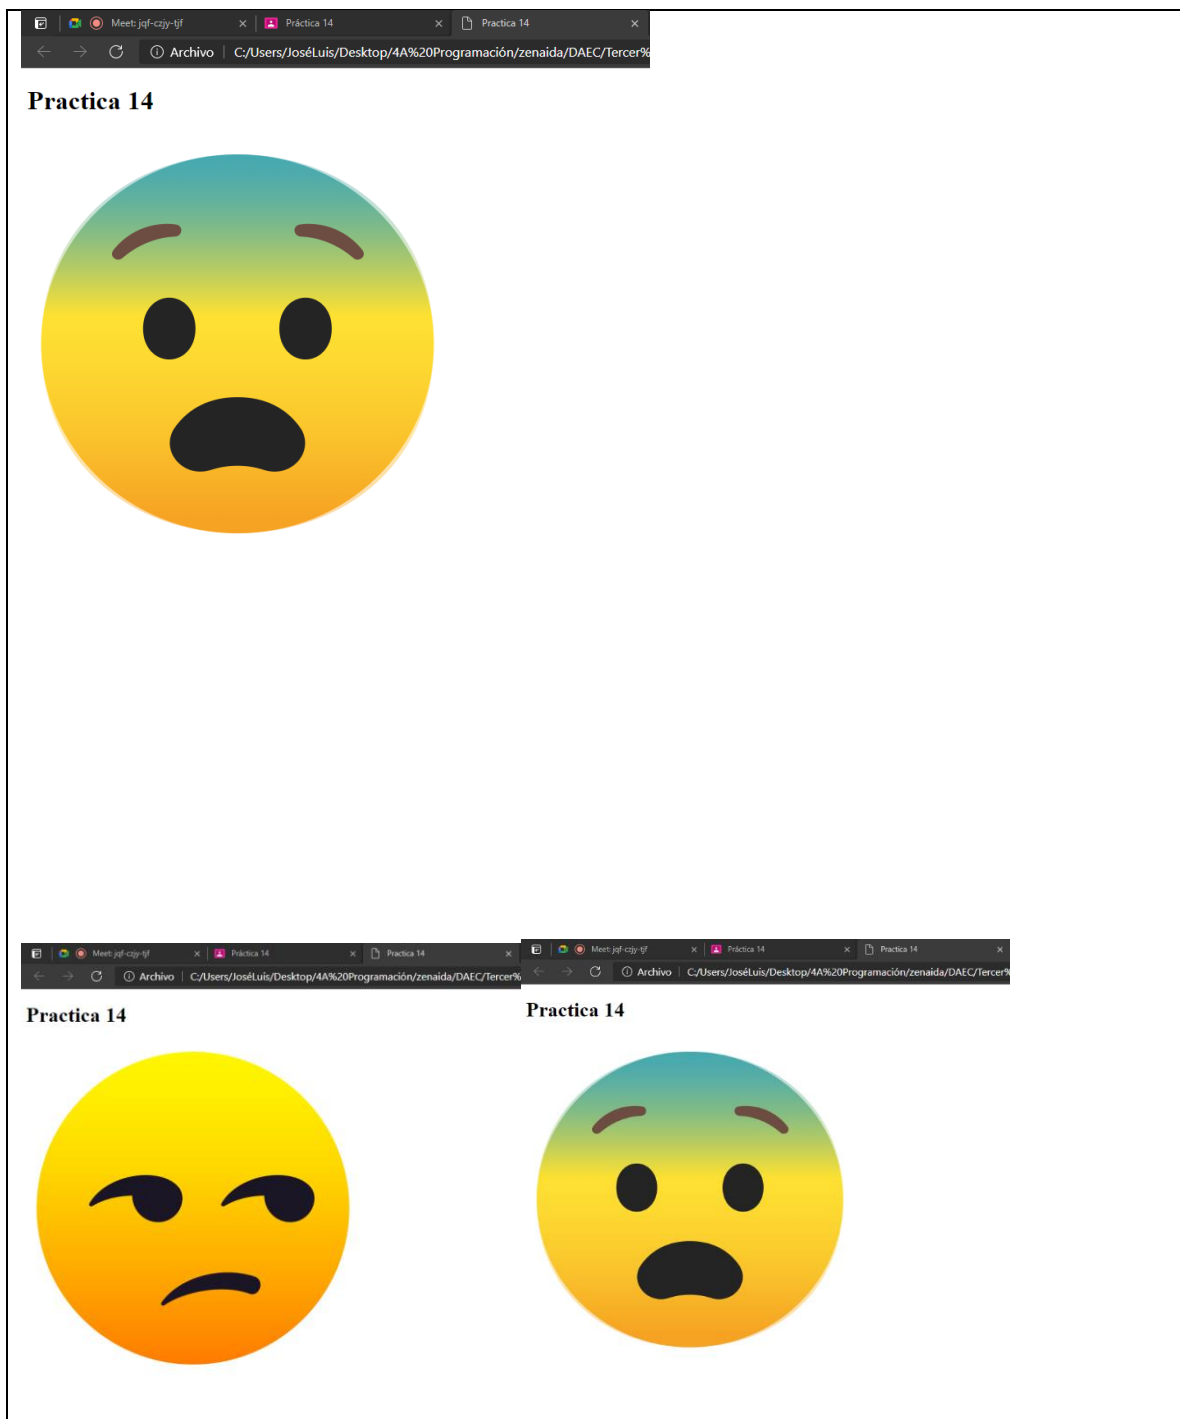 Meet: jqf-czjy-tjf Práctica 14 Practica 14
Archivo C:/Users/JoséLuis/Desktop/4A%20Programación/zenaida/DAEC/Tercer%
Practica 14
Meet: jqf-czjy-tjf Práctica 14 Practica 14
Archivo C:/Users/JoséLuis/Desktop/4A%20Programación/zenaida/DAEC/Tercer%
Practica 14
Meet: jqf-czjy-tjf Práctica 14 Practica 14
Archivo C:/Users/JoséLuis/Desktop/4A%20Programación/zenaida/DAEC/Tercer%
Practica 14